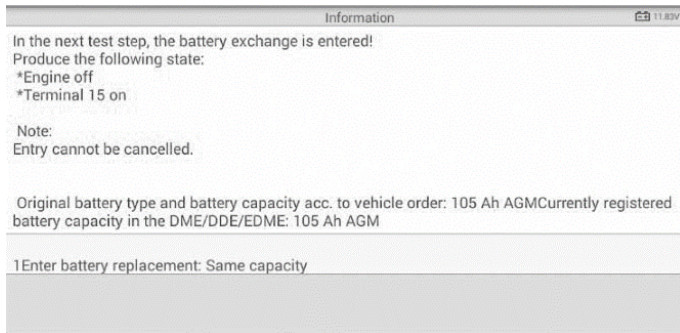 Information
11.83V
In the next test step, the battery exchange is entered!
Produce the following state:
*Engine off
*Terminal 15 on
Note:
Entry cannot be cancelled.
Original battery type and battery capacity acc. to vehicle order: 105 Ah AGMCurrently registered
battery capacity in the DME/DDE/EDME: 105 Ah AGM
1Enter battery replacement: Same capacity